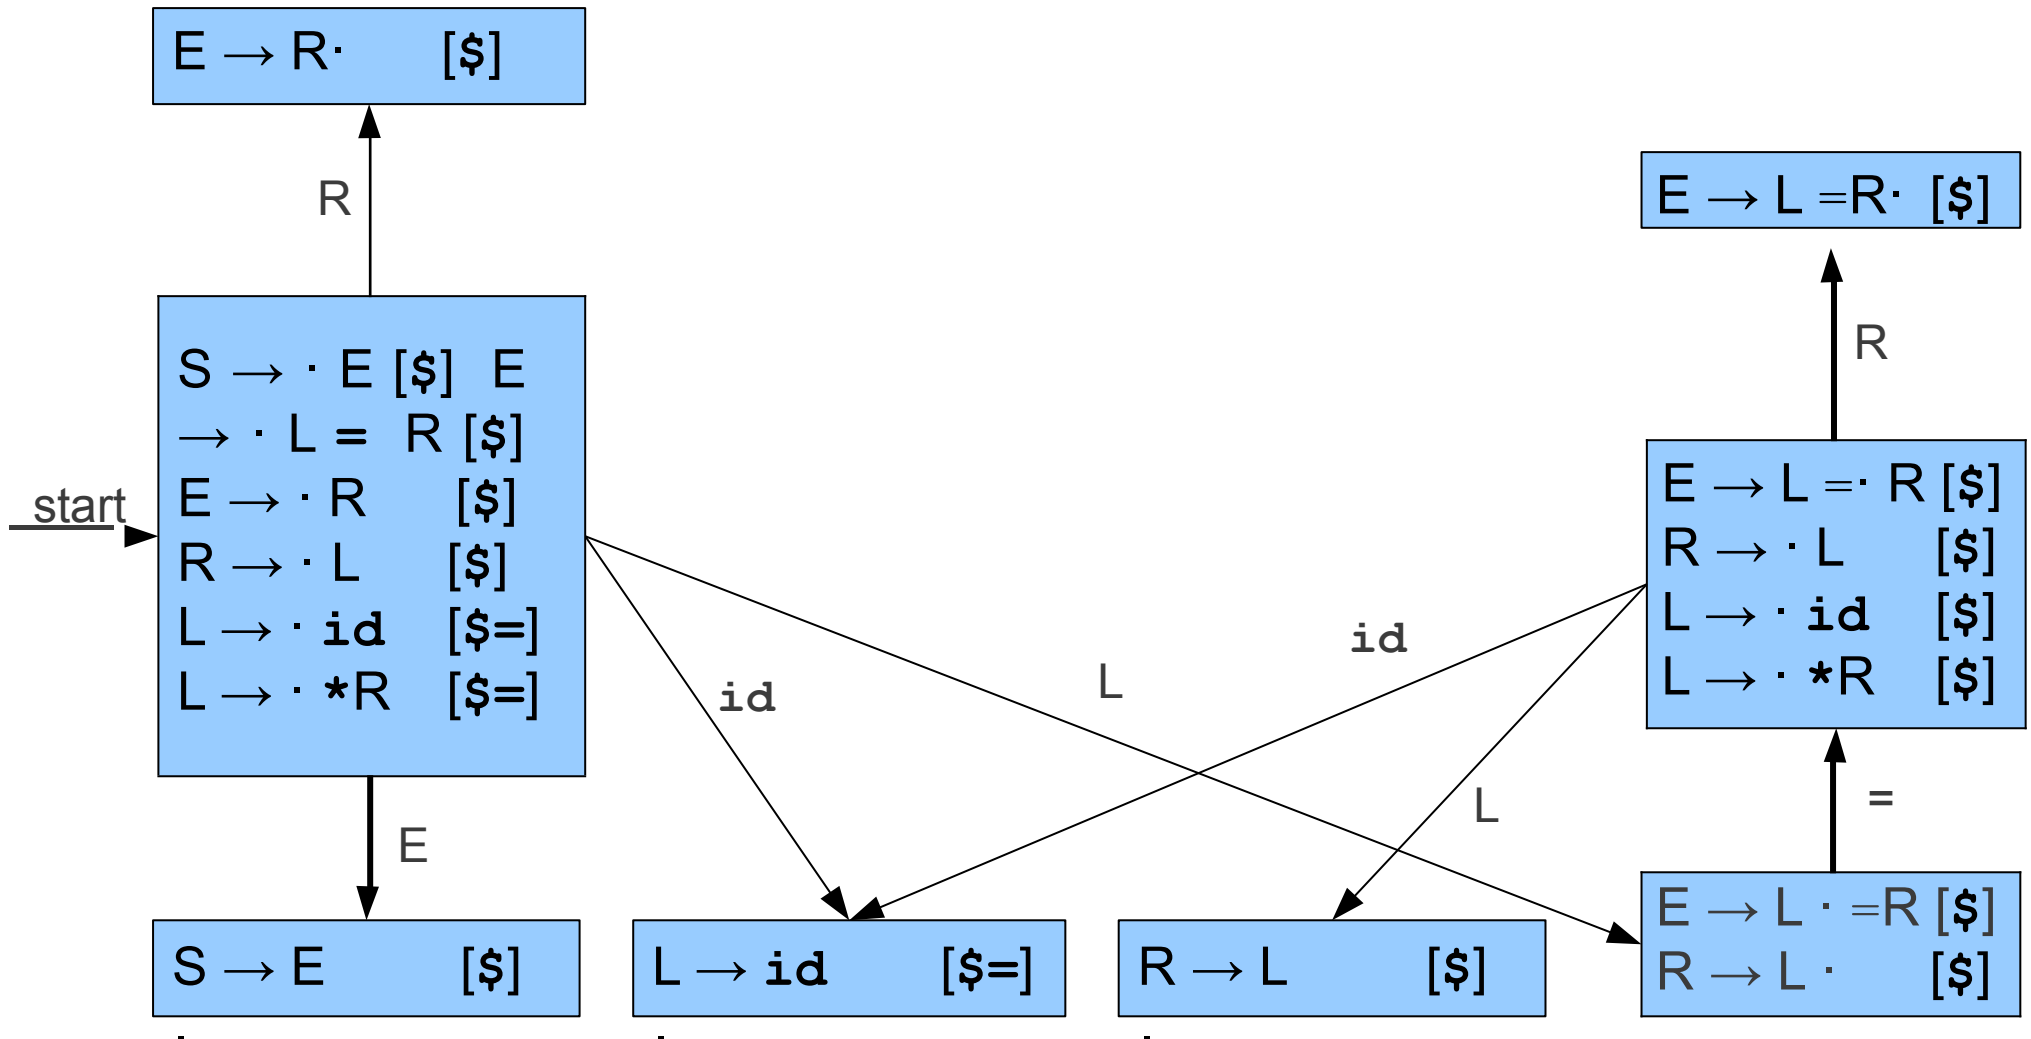 E → R· [$]
R
E → L =R· [$]
R
S → · E [$] E
→ · L = R [$]
E → · R [$]
R → · L [$]
L → · id [$=]
L → · *R [$=]
start
E → L =· R [$]
R → · L [$]
L → · id [$]
L → · *R [$]
id
L
id
L
=
E
E → L · =R [$]
R → L · [$]
S → E [$]
L → id [$=]
R → L [$]
. . .